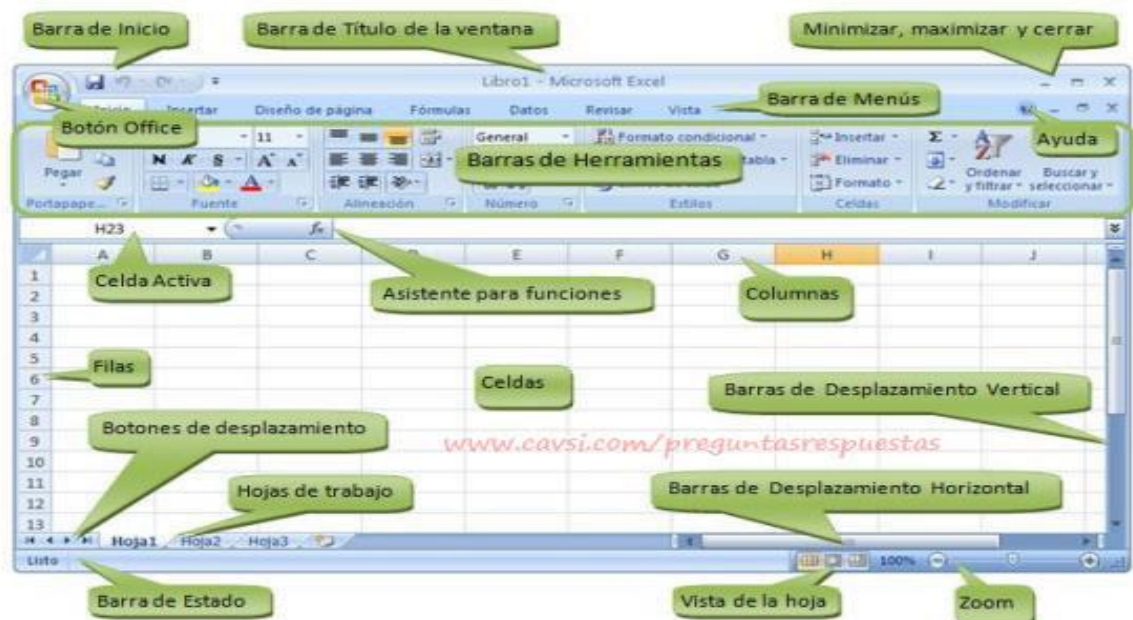 Barra de Inicio
Barra de Título de la ventana
Minimizar, maximizar y cerrar
Libro1 - Microsoft Excel
Insertar
Diseño de página
Fórmulas
Datos
Revisar
Vista
Barra de Menús
Botón Office
Ayuda
Pegar
11
N K S
General
Formato condicional
Barras de Herramientas
Insertar
Eliminar
Formato
Σ
Ordenar y filtrar
Buscar y seleccionar
Fuente
Alineación
Número
Estilos
Celdas
Modificar
H23
fx
A B C E F G H I J
Celda Activa
Asistente para funciones
Columnas
1
2
3
4
5
6
7
8
9
10
11
12
13
Filas
Celdas
Barras de Desplazamiento Vertical
Botones de desplazamiento
www.cavsi.com/preguntasrespuestas
Hojas de trabajo
Barras de Desplazamiento Horizontal
Hoja1 Hoja2 Hoja3
Listo
100%
Barra de Estado
Vista de la hoja
Zoom